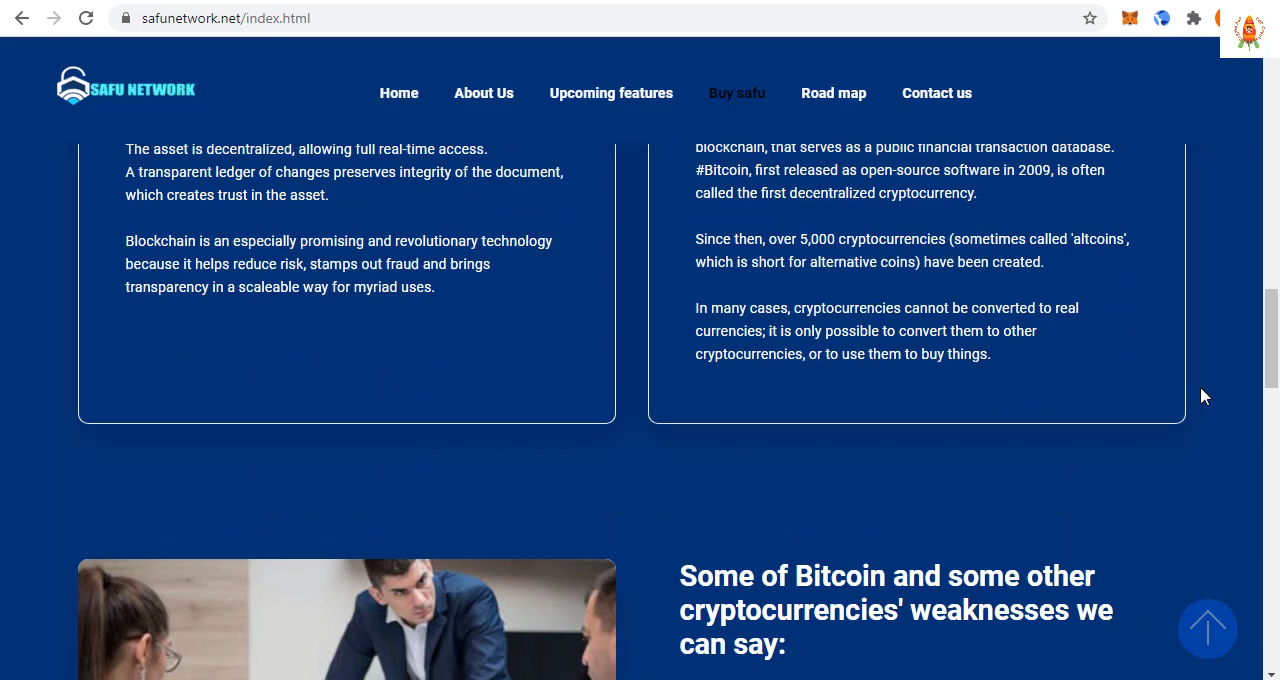 safunetwork.net/index.html
SAFU NETWORK
Home About Us Upcoming features Buy safu Road map Contact us
The asset is decentralized, allowing full real-time access.
A transparent ledger of changes preserves integrity of the document,
which creates trust in the asset.
Blockchain is an especially promising and revolutionary technology
because it helps reduce risk, stamps out fraud and brings
transparency in a scaleable way for myriad uses.
blockchain, that serves as a public financial transaction database.
#Bitcoin, first released as open-source software in 2009, is often
called the first decentralized cryptocurrency.
Since then, over 5,000 cryptocurrencies (sometimes called 'altcoins',
which is short for alternative coins) have been created.
In many cases, cryptocurrencies cannot be converted to real
currencies; it is only possible to convert them to other
cryptocurrencies, or to use them to buy things.
Some of Bitcoin and some other
cryptocurrencies' weaknesses we
can say: